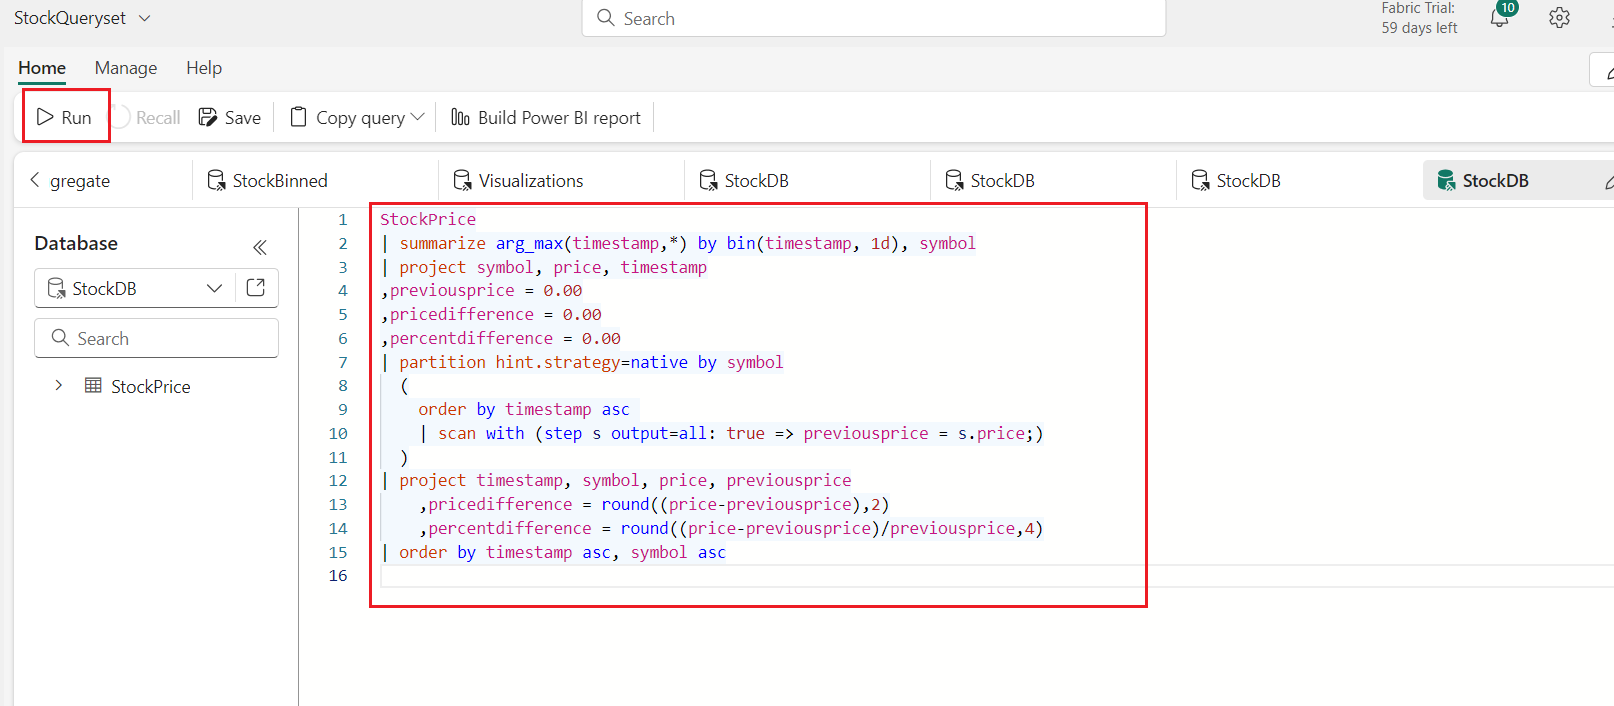 StockQueryset
Search
Fabric Trial:
59 days left
10
Home Manage Help
Run Recall Save Copy query Build Power BI report
gregate StockBinned Visualizations StockDB StockDB StockDB StockDB
Database
StockDB
Search
StockPrice
1 StockPrice
2 | summarize arg_max(timestamp,*) by bin(timestamp, 1d), symbol
3 | project symbol, price, timestamp
4 ,previousprice = 0.00
5 ,pricedifference = 0.00
6 ,percentdifference = 0.00
7 | partition hint.strategy=native by symbol
8 (
9 order by timestamp asc
10 | scan with (step s output=all: true => previousprice = s.price;)
11 )
12 | project timestamp, symbol, price, previousprice
13 ,pricedifference = round((price-previousprice),2)
14 ,percentdifference = round((price-previousprice)/previousprice,4)
15 | order by timestamp asc, symbol asc
16